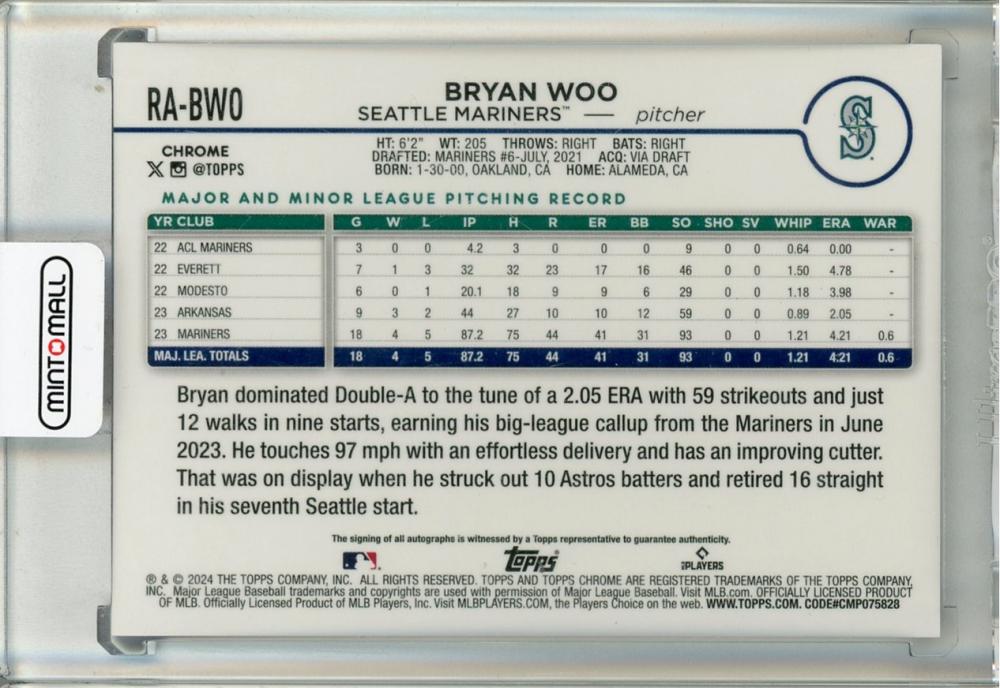 RA-BWO
BRYAN WOO
SEATTLE MARINERS™ — pitcher
CHROME
@TOPPS
HT: 6'2" WT: 205 THROWS: RIGHT BATS: RIGHT
DRAFTED: MARINERS #6-JULY, 2021 ACQ: VIA DRAFT
BORN: 1-30-00, OAKLAND, CA HOME: ALAMEDA, CA
MAJOR AND MINOR LEAGUE PITCHING RECORD
YR CLUB G W L IP H R ER BB SO SHO SV WHIP ERA WAR
22 ACL MARINERS 3 0 0 4.2 3 0 0 0 9 0 0 0.64 0.00 -
22 EVERETT 7 1 3 32 32 23 17 16 46 0 0 1.50 4.78 -
22 MODESTO 6 0 1 20.1 18 9 9 6 29 0 0 1.18 3.98 -
23 ARKANSAS 9 3 2 44 27 10 10 12 59 0 0 0.89 2.05 -
23 MARINERS 18 4 5 87.2 75 44 41 31 93 0 0 1.21 4.21 0.6
MAJ. LEA. TOTALS 18 4 5 87.2 75 44 41 31 93 0 0 1.21 4.21 0.6
Bryan dominated Double-A to the tune of a 2.05 ERA with 59 strikeouts and just
12 walks in nine starts, earning his big-league callup from the Mariners in June
2023. He touches 97 mph with an effortless delivery and has an improving cutter.
That was on display when he struck out 10 Astros batters and retired 16 straight
in his seventh Seattle start.
The signing of all autographs is witnessed by a Topps representative to guarantee authenticity.
Topps
PLAYERS
® & © 2024 THE TOPPS COMPANY, INC. ALL RIGHTS RESERVED. TOPPS AND TOPPS CHROME ARE REGISTERED TRADEMARKS OF THE TOPPS COMPANY,
INC. Major League Baseball trademarks and copyrights are used with permission of Major League Baseball. Visit MLB.com. OFFICIALLY LICENSED PRODUCT
OF MLB. Officially Licensed Product of MLB Players, Inc. Visit MLBPLAYERS.COM, the Players Choice on the web. WWW.TOPPS.COM. CODE#CMP075828
MINTOMALL